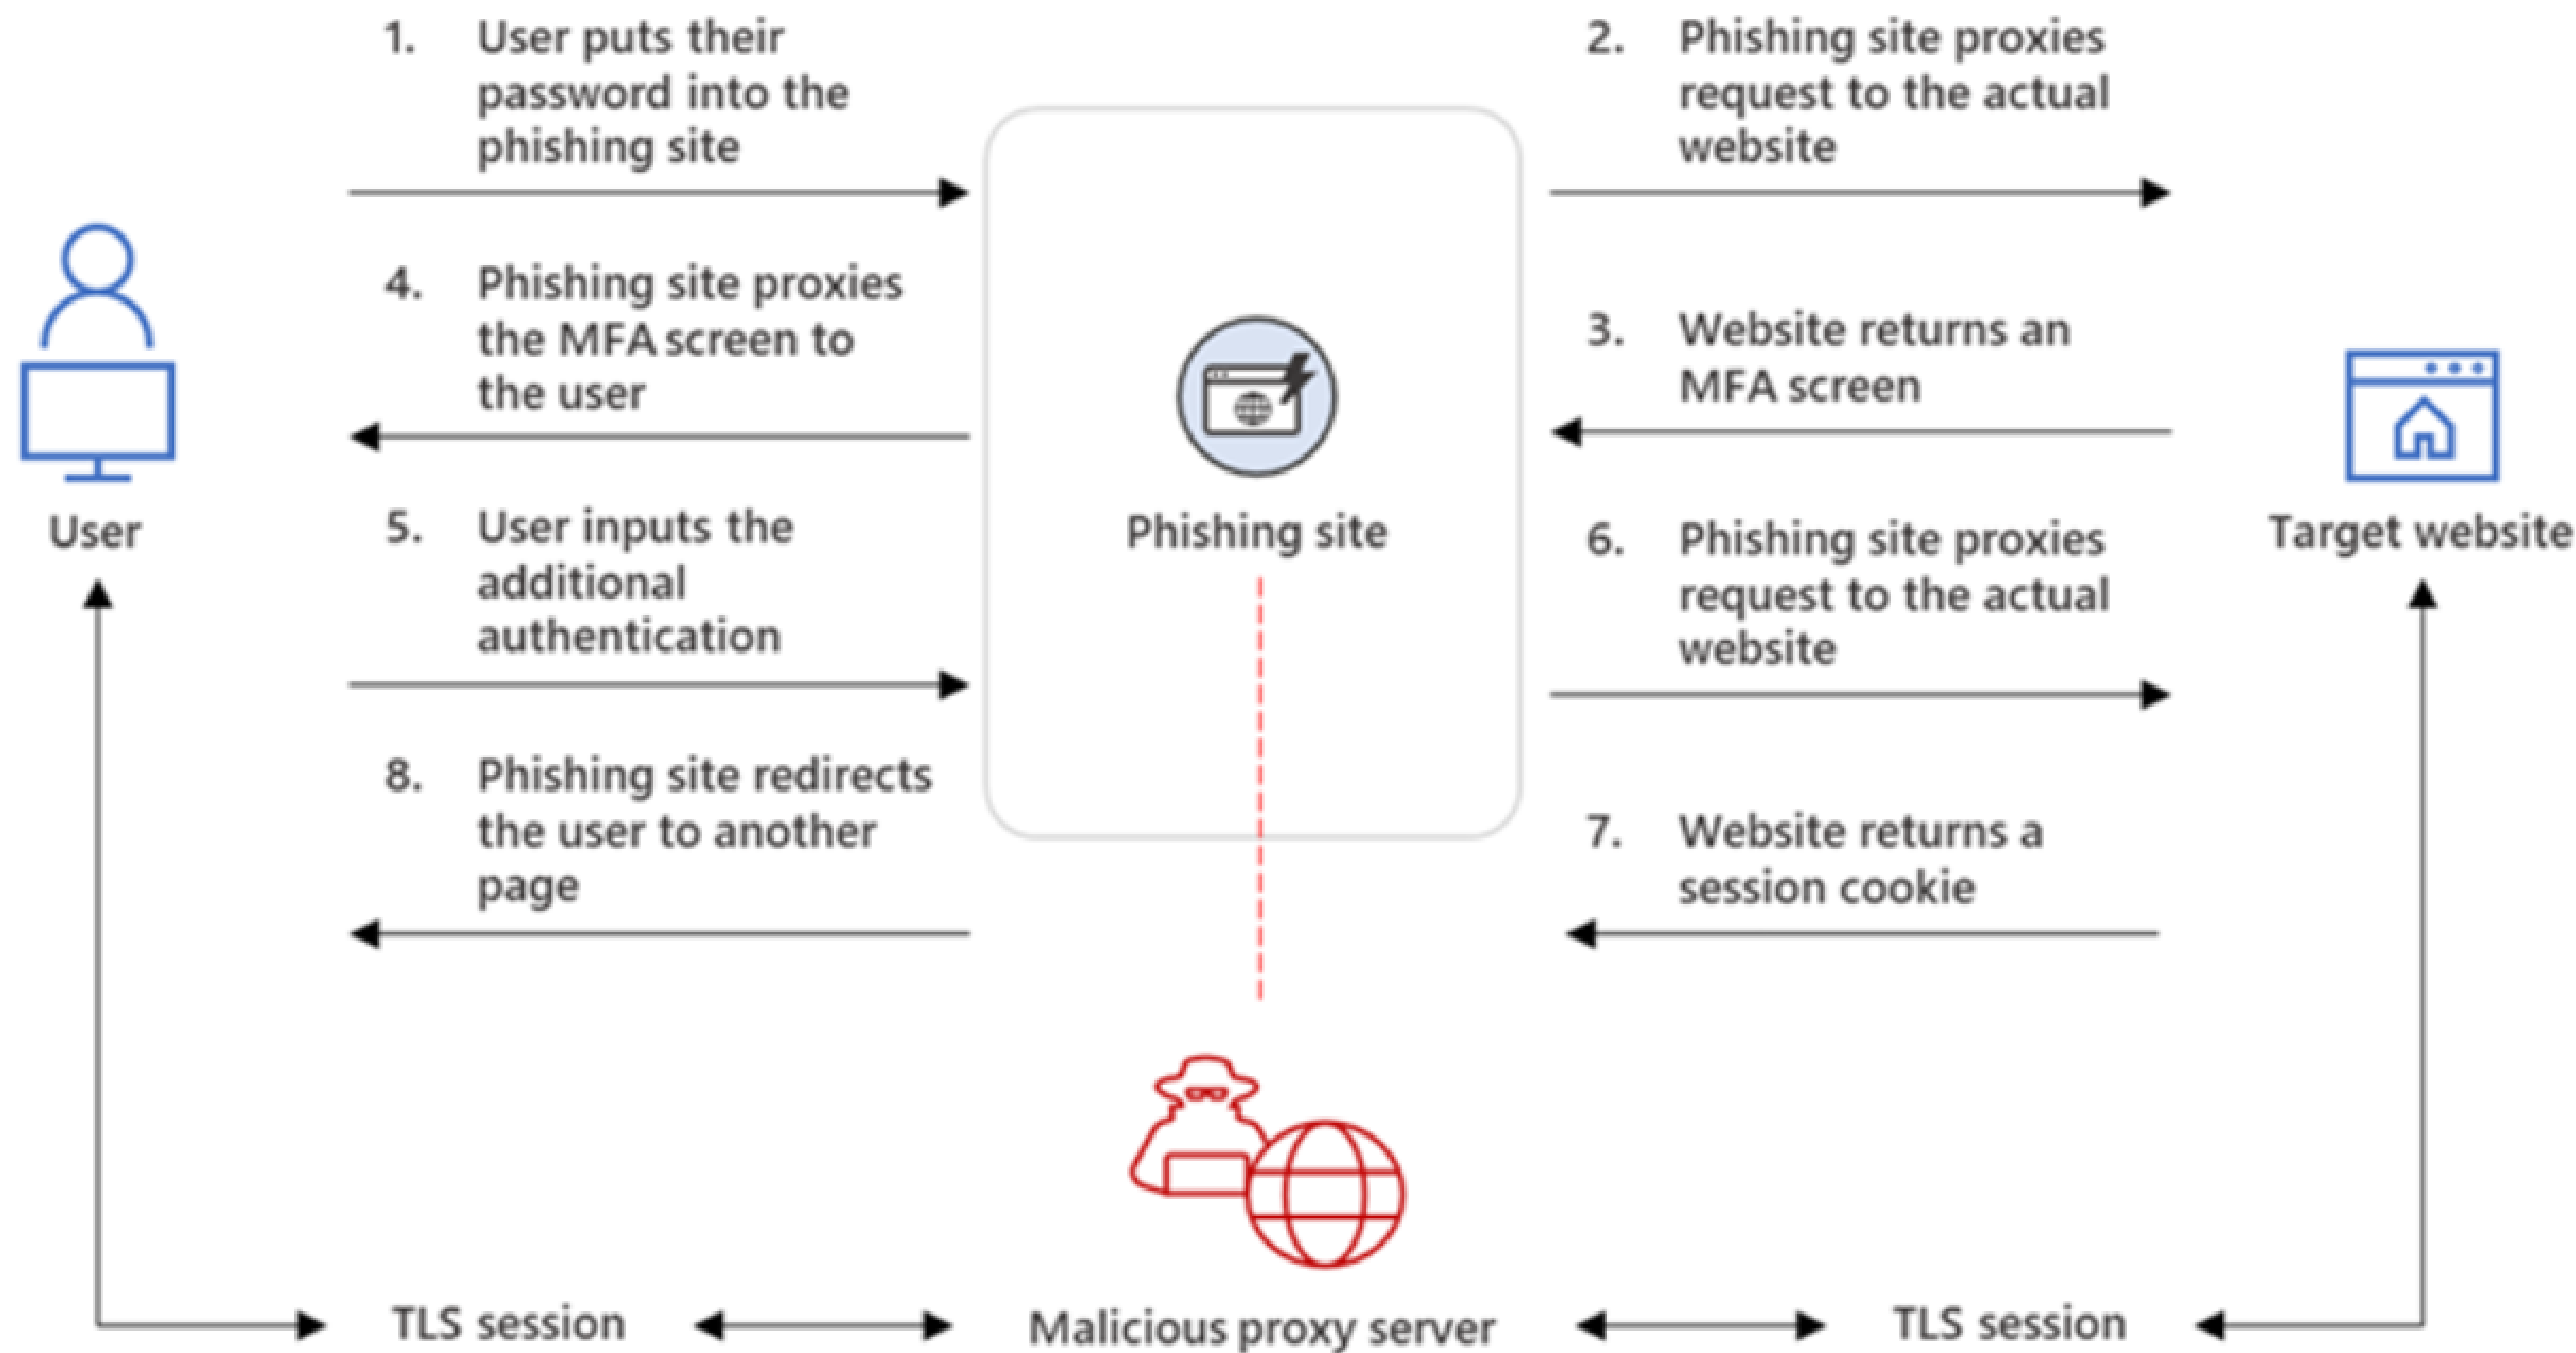 1. User puts their
password into the
phishing site
2. Phishing site proxies
request to the actual
website
4. Phishing site proxies
the MFA screen to
the user
3. Website returns an
MFA screen
User
Phishing site
Target website
5. User inputs the
additional
authentication
6. Phishing site proxies
request to the actual
website
8. Phishing site redirects
the user to another
page
7. Website returns a
session cookie
TLS session
Malicious proxy server
TLS session